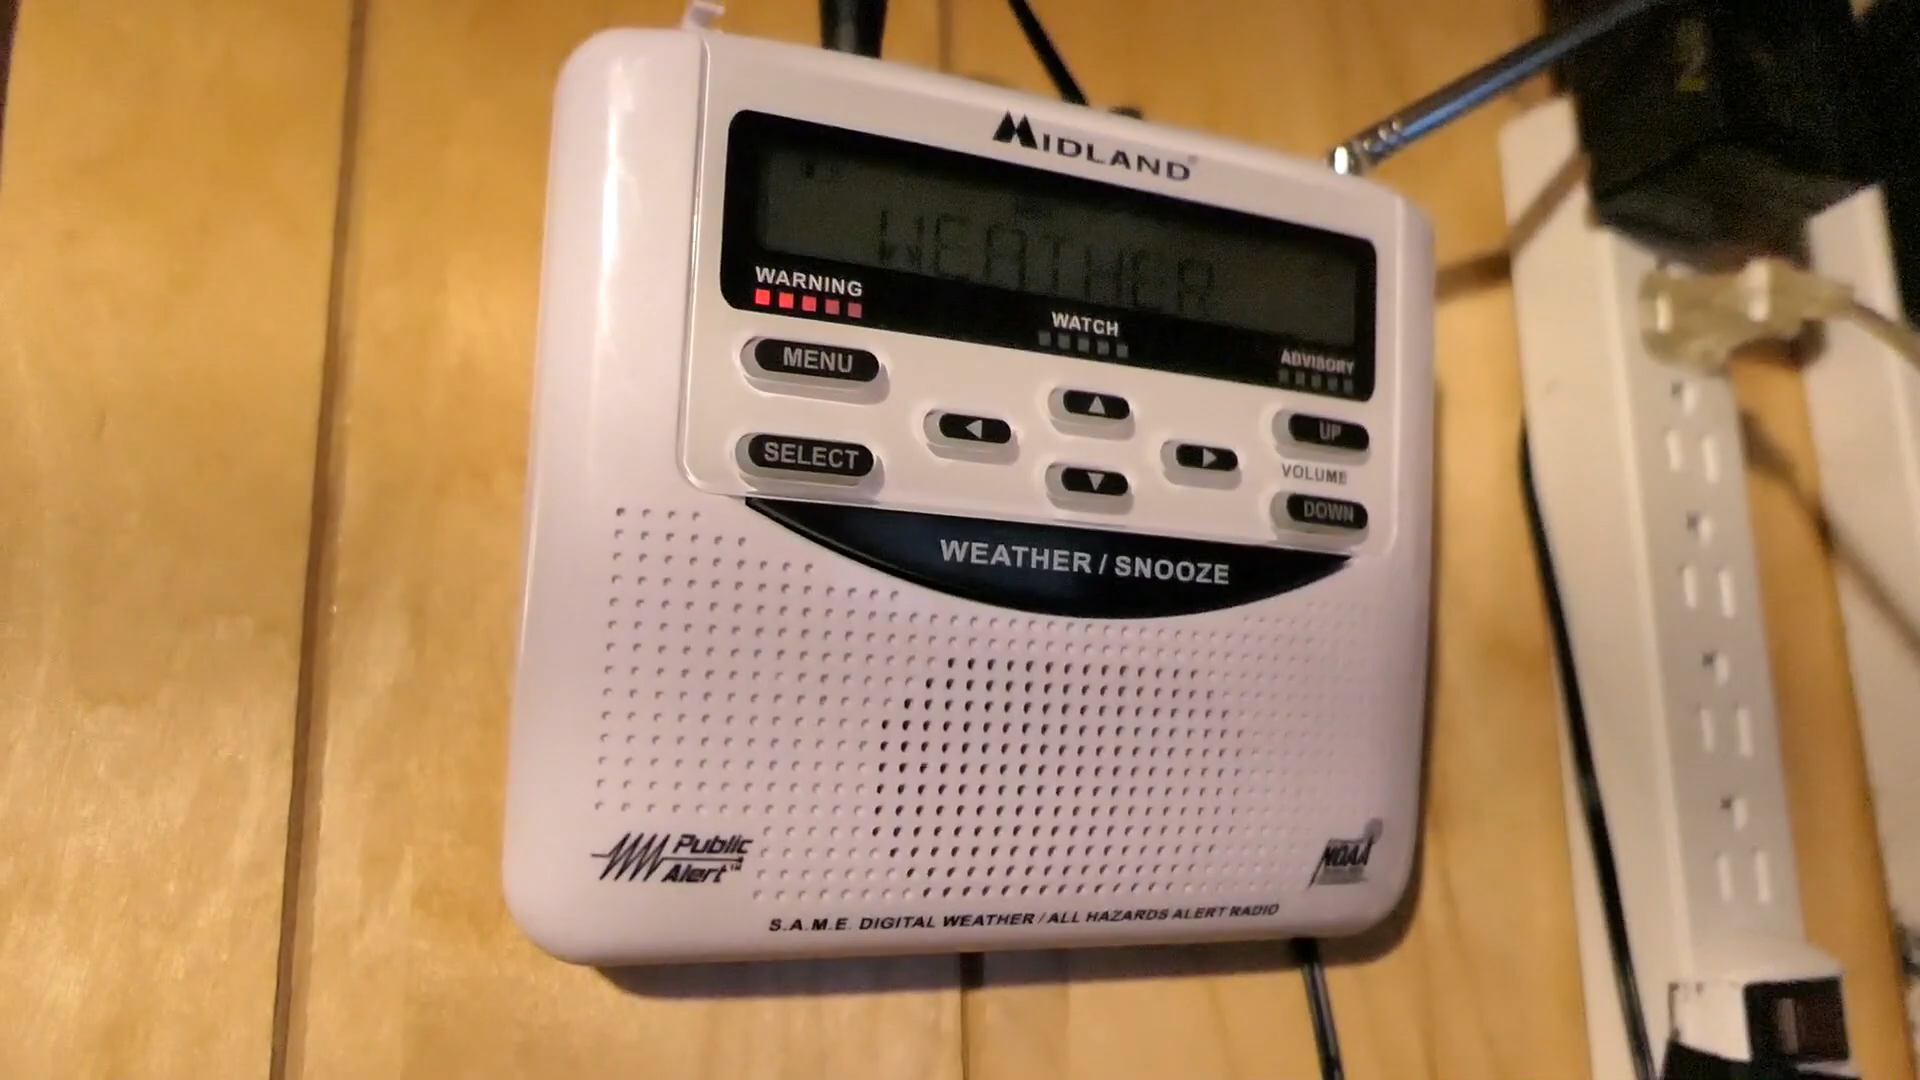 MIDLAND
WEATHER
WARNING
WATCH
ADVISORY
MENU
UP
SELECT
VOLUME
DOWN
WEATHER / SNOOZE
Public
Alert™
NOAA
S.A.M.E. DIGITAL WEATHER / ALL HAZARDS ALERT RADIO